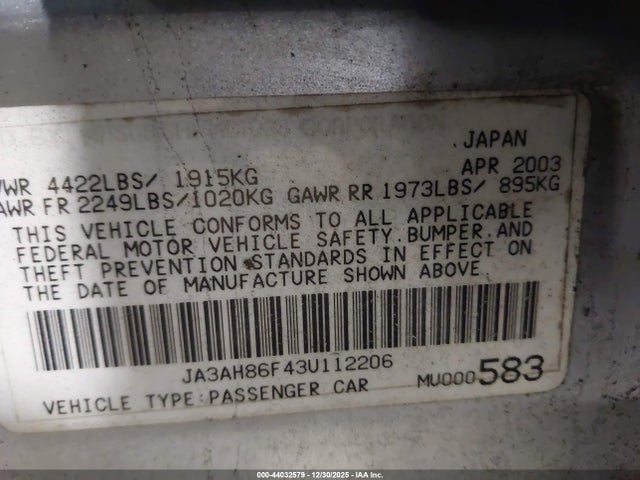 JAPAN
VWR 4422LBS/ 1915KG APR 2003
AWR FR 2249LBS/1020KG GAWR RR 1973LBS/ 895KG
THIS VEHICLE CONFORMS TO ALL APPLICABLE
FEDERAL MOTOR VEHICLE SAFETY.BUMPER.AND
THEFT PREVENTION STANDARDS IN EFFECT ON
THE DATE OF MANUFACTURE SHOWN ABOVE.
JA3AH86F43U112206
VEHICLE TYPE:PASSENGER CAR MU000583
000-44032579 - 12/30/2025 - IAA Inc.